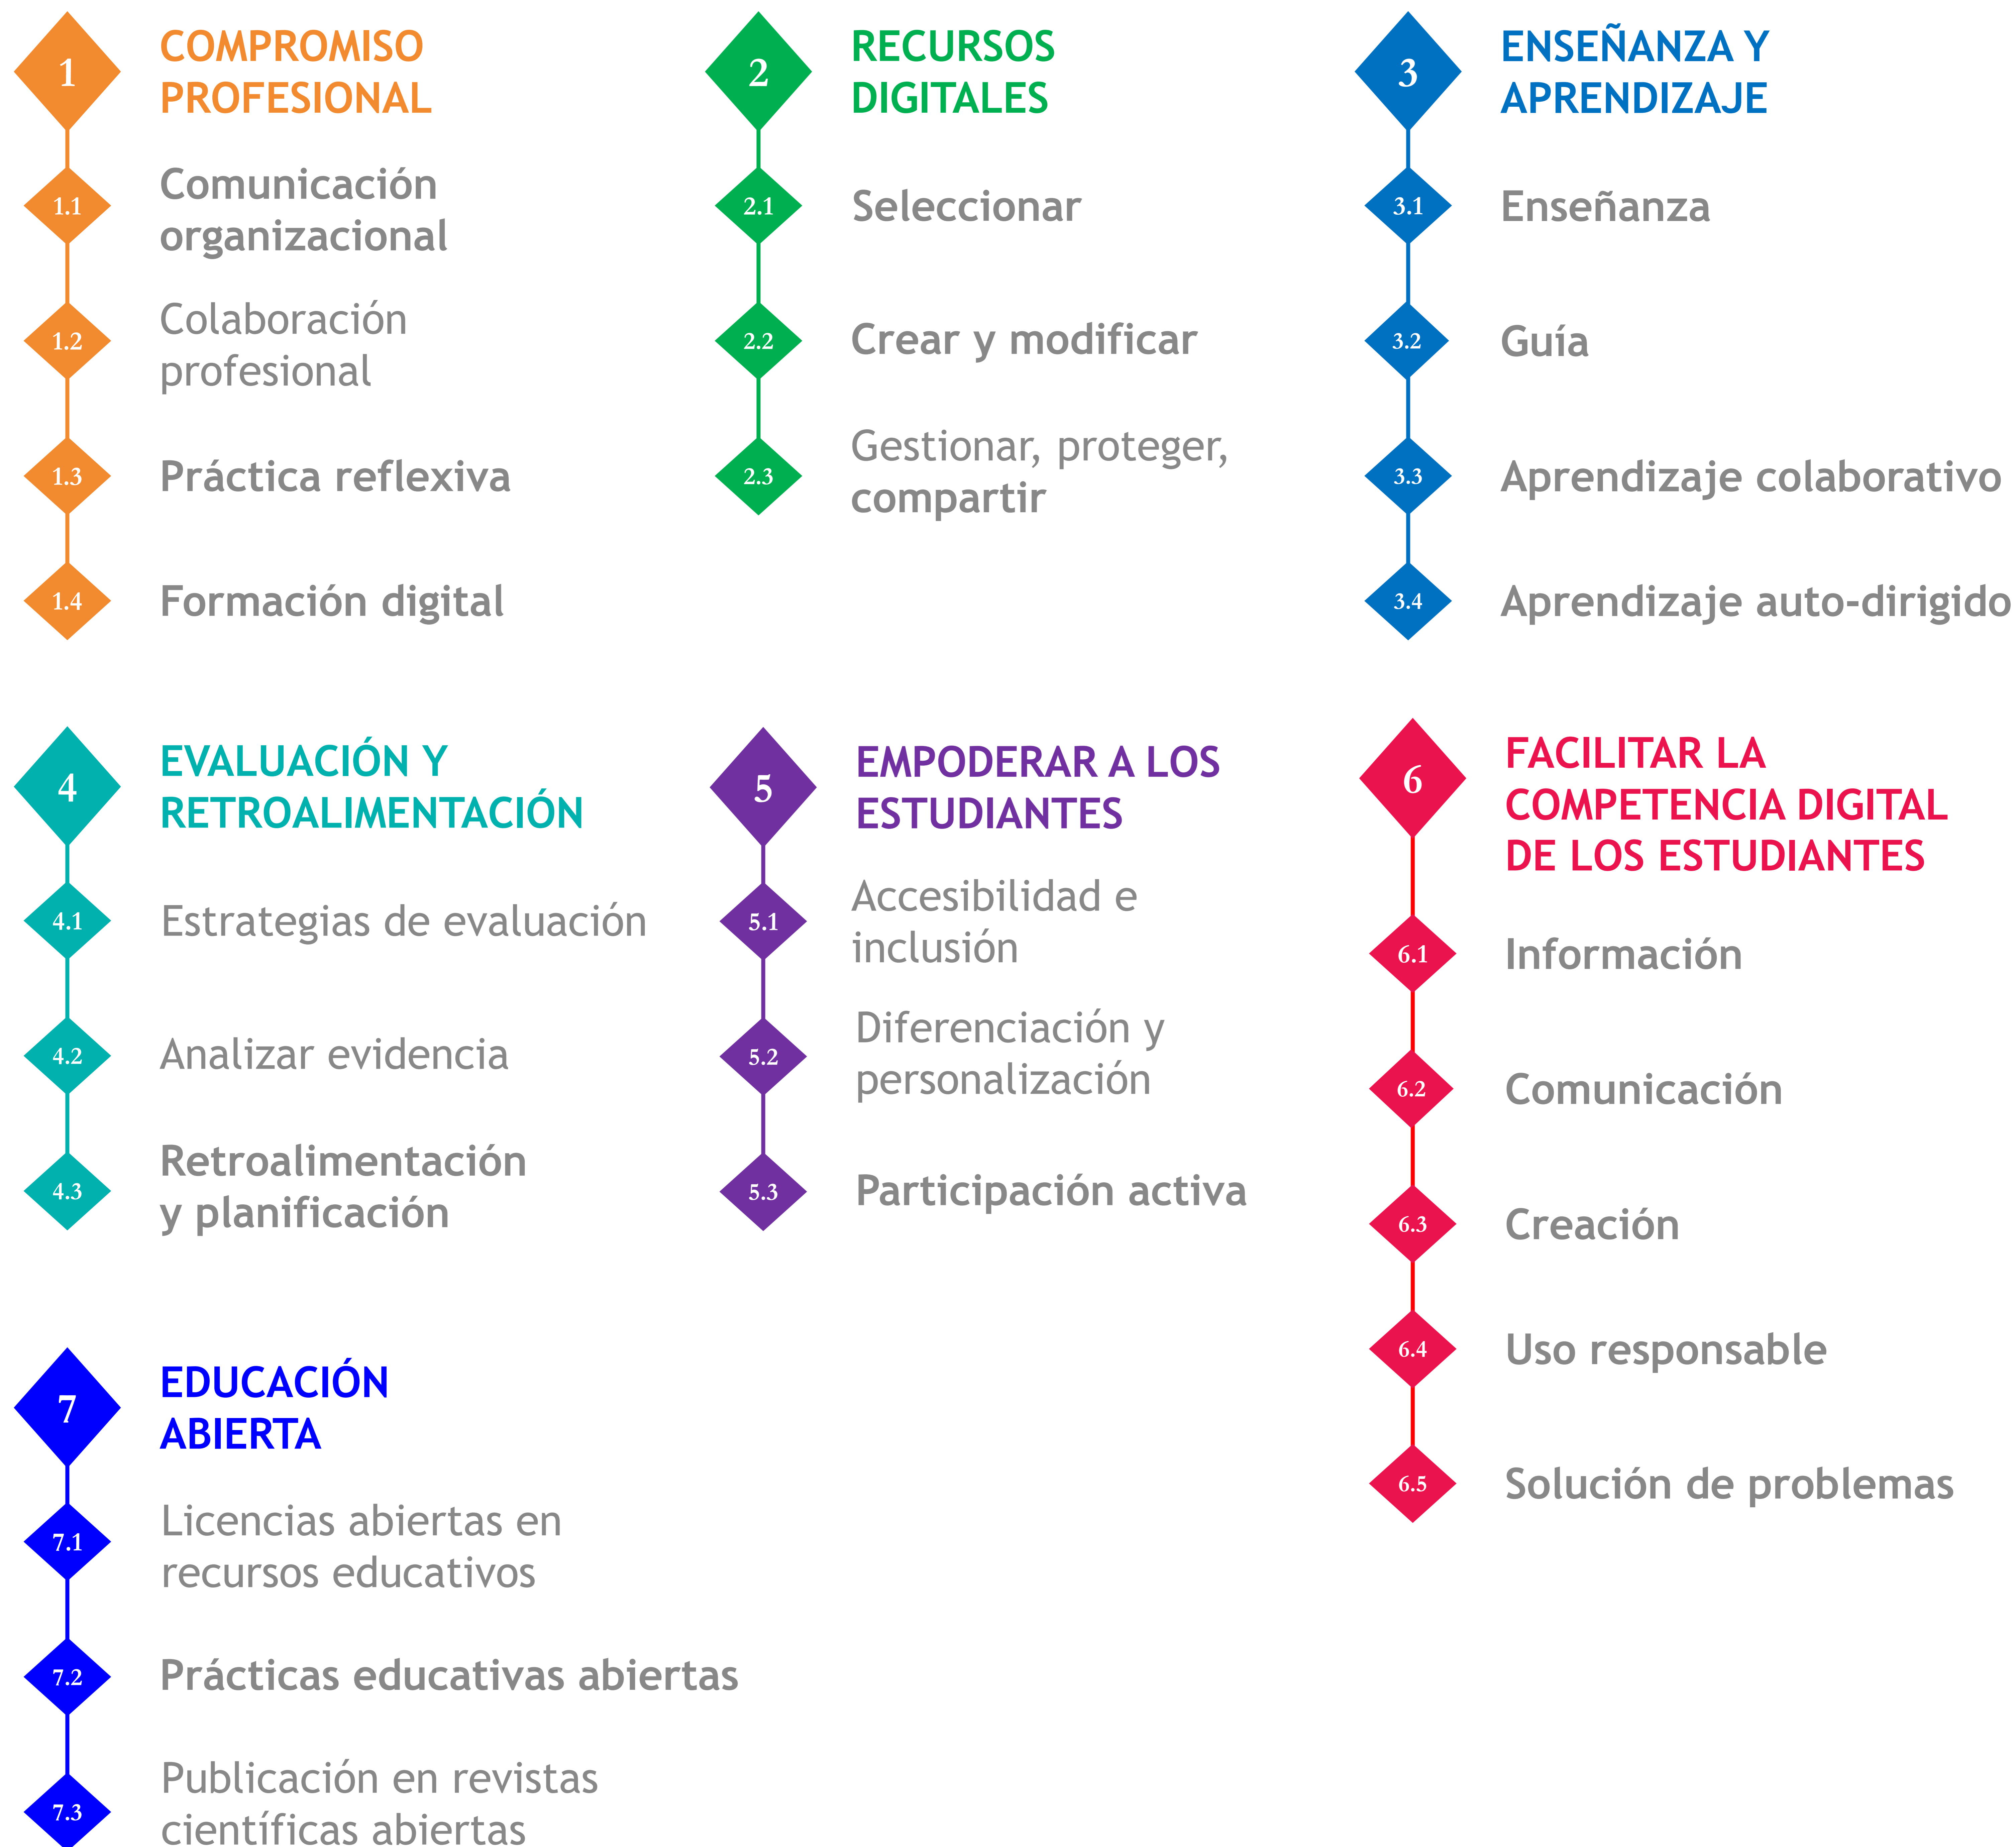 1
COMPROMISO
PROFESIONAL
1.1
Comunicación
organizacional
1.2
Colaboración
profesional
1.3
Práctica reflexiva
1.4
Formación digital
2
RECURSOS
DIGITALES
2.1
Seleccionar
2.2
Crear y modificar
2.3
Gestionar, proteger,
compartir
3
ENSEÑANZA Y
APRENDIZAJE
3.1
Enseñanza
3.2
Guía
3.3
Aprendizaje colaborativo
3.4
Aprendizaje auto-dirigido
4
EVALUACIÓN Y
RETROALIMENTACIÓN
4.1
Estrategias de evaluación
4.2
Analizar evidencia
4.3
Retroalimentación
y planificación
5
EMPODERAR A LOS
ESTUDIANTES
5.1
Accesibilidad e
inclusión
5.2
Diferenciación y
personalización
5.3
Participación activa
6
FACILITAR LA
COMPETENCIA DIGITAL
DE LOS ESTUDIANTES
6.1
Información
6.2
Comunicación
6.3
Creación
6.4
Uso responsable
6.5
Solución de problemas
7
EDUCACIÓN
ABIERTA
7.1
Licencias abiertas en
recursos educativos
7.2
Prácticas educativas abiertas
7.3
Publicación en revistas
científicas abiertas